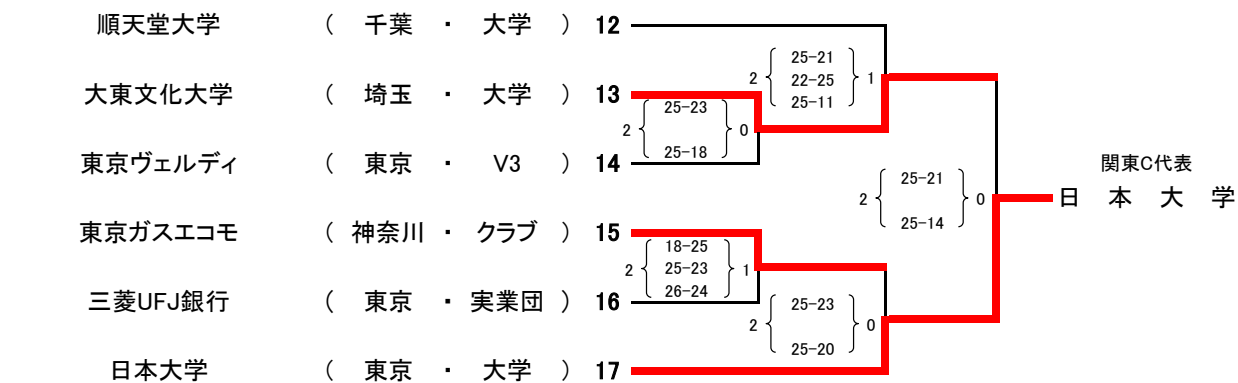 順天堂大学 ( 千葉 ・ 大学 ) 12
25-21
2 22-25 1
25-11
大東文化大学 ( 埼玉 ・ 大学 ) 13
25-23
2 0
25-18
東京ヴェルディ ( 東京 ・ V3 ) 14
関東C代表
日本大学
25-21
2 0
25-14
東京ガスエコモ ( 神奈川 ・ クラブ ) 15
18-25
2 25-23 1
26-24
三菱UFJ銀行 ( 東京 ・ 実業団 ) 16
25-23
2 0
25-20
日本大学 ( 東京 ・ 大学 ) 17